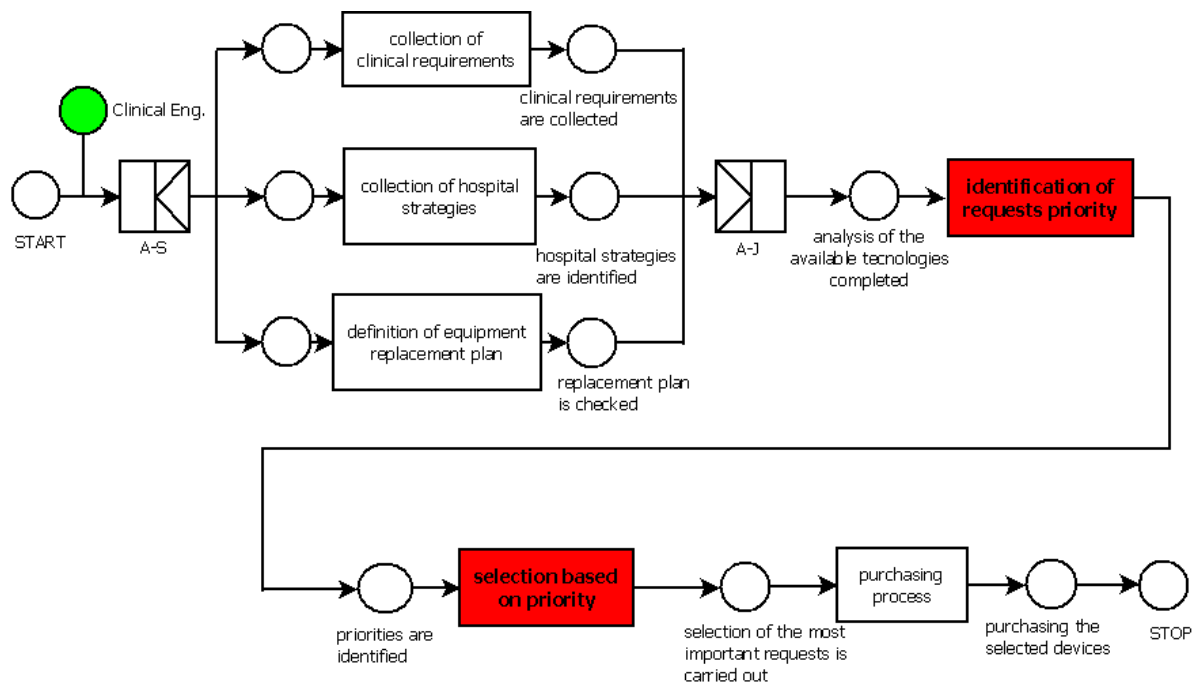 collection of
clinical requirements
clinical requirements
are collected
Clinical Eng.
START
A-S
collection of hospital
strategies
hospital strategies
are identified
A-J
analysis of the
available tecnologies
completed
identification of
requests priority
definition of equipment
replacement plan
replacement plan
is checked
priorities are
identified
selection based
on priority
selection of the most
important requests is
carried out
purchasing
process
purchasing the
selected devices
STOP